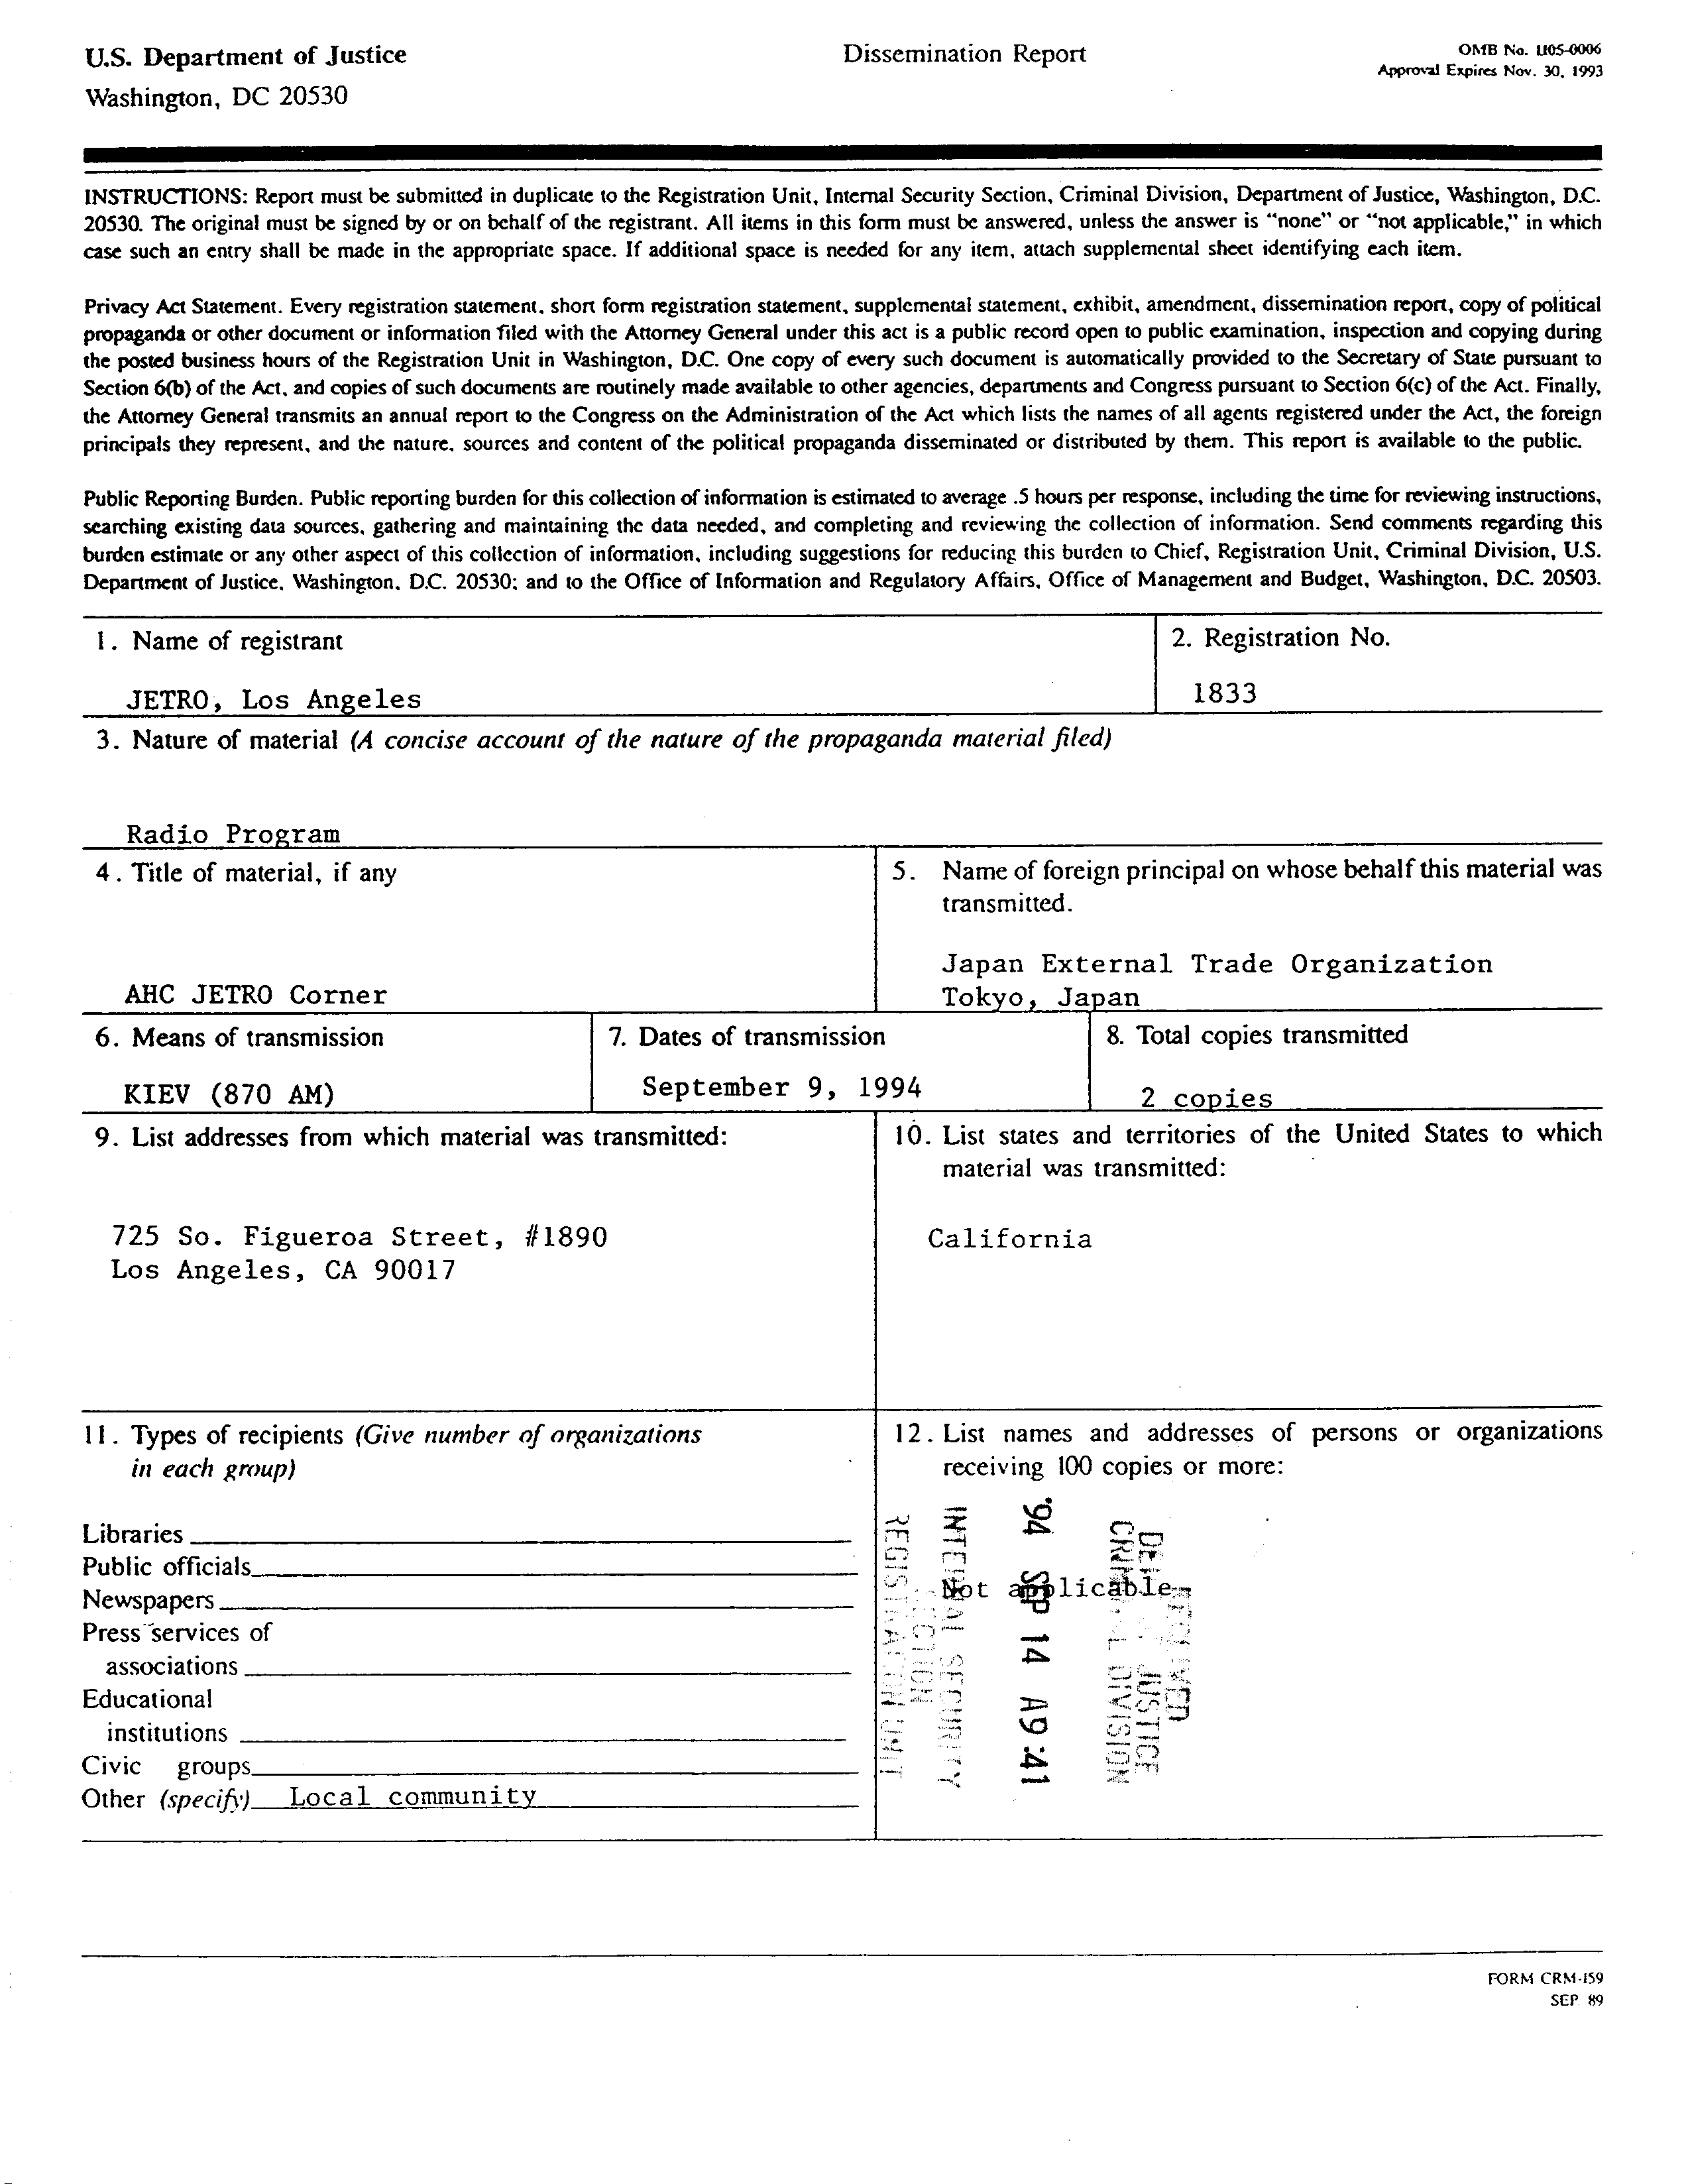 U.S. Department of Justice
Washington, DC 20530
Dissemination Report
OMB No. 1105-0006
Approval Expires Nov. 30, 1993
INSTRUCTIONS: Report must be submitted in duplicate to the Registration Unit, Internal Security Section, Criminal Division, Department of Justice, Washington, D.C.
20530. The original must be signed by or on behalf of the registrant. All items in this form must be answered, unless the answer is “none” or “not applicable,” in which
case such an entry shall be made in the appropriate space. If additional space is needed for any item, attach supplemental sheet identifying each item.
Privacy Act Statement. Every registration statement, short form registration statement, supplemental statement, exhibit, amendment, dissemination report, copy of political
propaganda or other document or information filed with the Attorney General under this act is a public record open to public examination, inspection and copying during
the posted business hours of the Registration Unit in Washington, D.C. One copy of every such document is automatically provided to the Secretary of State pursuant to
Section 6(b) of the Act, and copies of such documents are routinely made available to other agencies, departments and Congress pursuant to Section 6(c) of the Act. Finally,
the Attorney General transmits an annual report to the Congress on the Administration of the Act which lists the names of all agents registered under the Act, the foreign
principals they represent, and the nature, sources and content of the political propaganda disseminated or distributed by them. This report is available to the public.
Public Reporting Burden. Public reporting burden for this collection of information is estimated to average .5 hours per response, including the time for reviewing instructions,
searching existing data sources, gathering and maintaining the data needed, and completing and reviewing the collection of information. Send comments regarding this
burden estimate or any other aspect of this collection of information, including suggestions for reducing this burden to Chief, Registration Unit, Criminal Division, U.S.
Department of Justice, Washington, D.C. 20530; and to the Office of Information and Regulatory Affairs, Office of Management and Budget, Washington, D.C. 20503.
1. Name of registrant
JETRO, Los Angeles
2. Registration No.
1833
3. Nature of material (A concise account of the nature of the propaganda material filed)
Radio Program
4. Title of material, if any
AHC JETRO Corner
5. Name of foreign principal on whose behalf this material was
transmitted.
Japan External Trade Organization
Tokyo, Japan
6. Means of transmission
KIEV (870 AM)
7. Dates of transmission
September 9, 1994
8. Total copies transmitted
2 copies
9. List addresses from which material was transmitted:
725 So. Figueroa Street, #1890
Los Angeles, CA 90017
10. List states and territories of the United States to which
material was transmitted:
California
11. Types of recipients (Give number of organizations
in each group)
Libraries
Public officials
Newspapers
Press services of
associations
Educational
institutions
Civic groups
Other (specify) Local community
12. List names and addresses of persons or organizations
receiving 100 copies or more:
Not applicable
RECEIVED
DEPT OF JUSTICE
CRIMINAL DIVISION
'94 SEP 14 A9:41
INTERNAL SECURITY
SECTION
REGISTRATION UNIT
FORM CRM-159
SEP 89